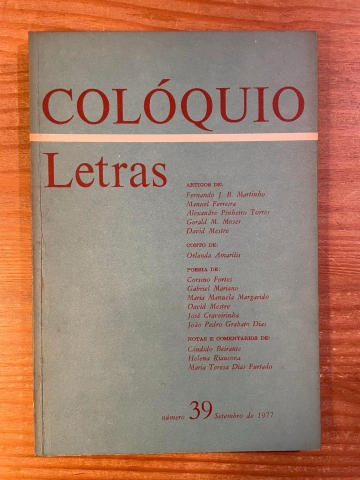 COLÓQUIO
Letras
ARTIGOS DE:
Fernando J. B. Martinho
Manuel Ferreira
Alexandre Pinheiro Torres
Gerald M. Moser
David Mestre
CONTO DE:
Orlanda Amarílis
POESIA DE:
Corsino Fortes
Gabriel Mariano
Maria Manuela Margarido
David Mestre
José Craveirinha
João Pedro Grabato Dias
NOTAS E COMENTÁRIOS DE:
Cândido Beirante
Helena Riausova
Maria Teresa Dias Furtado
número 39 Setembro de 1977